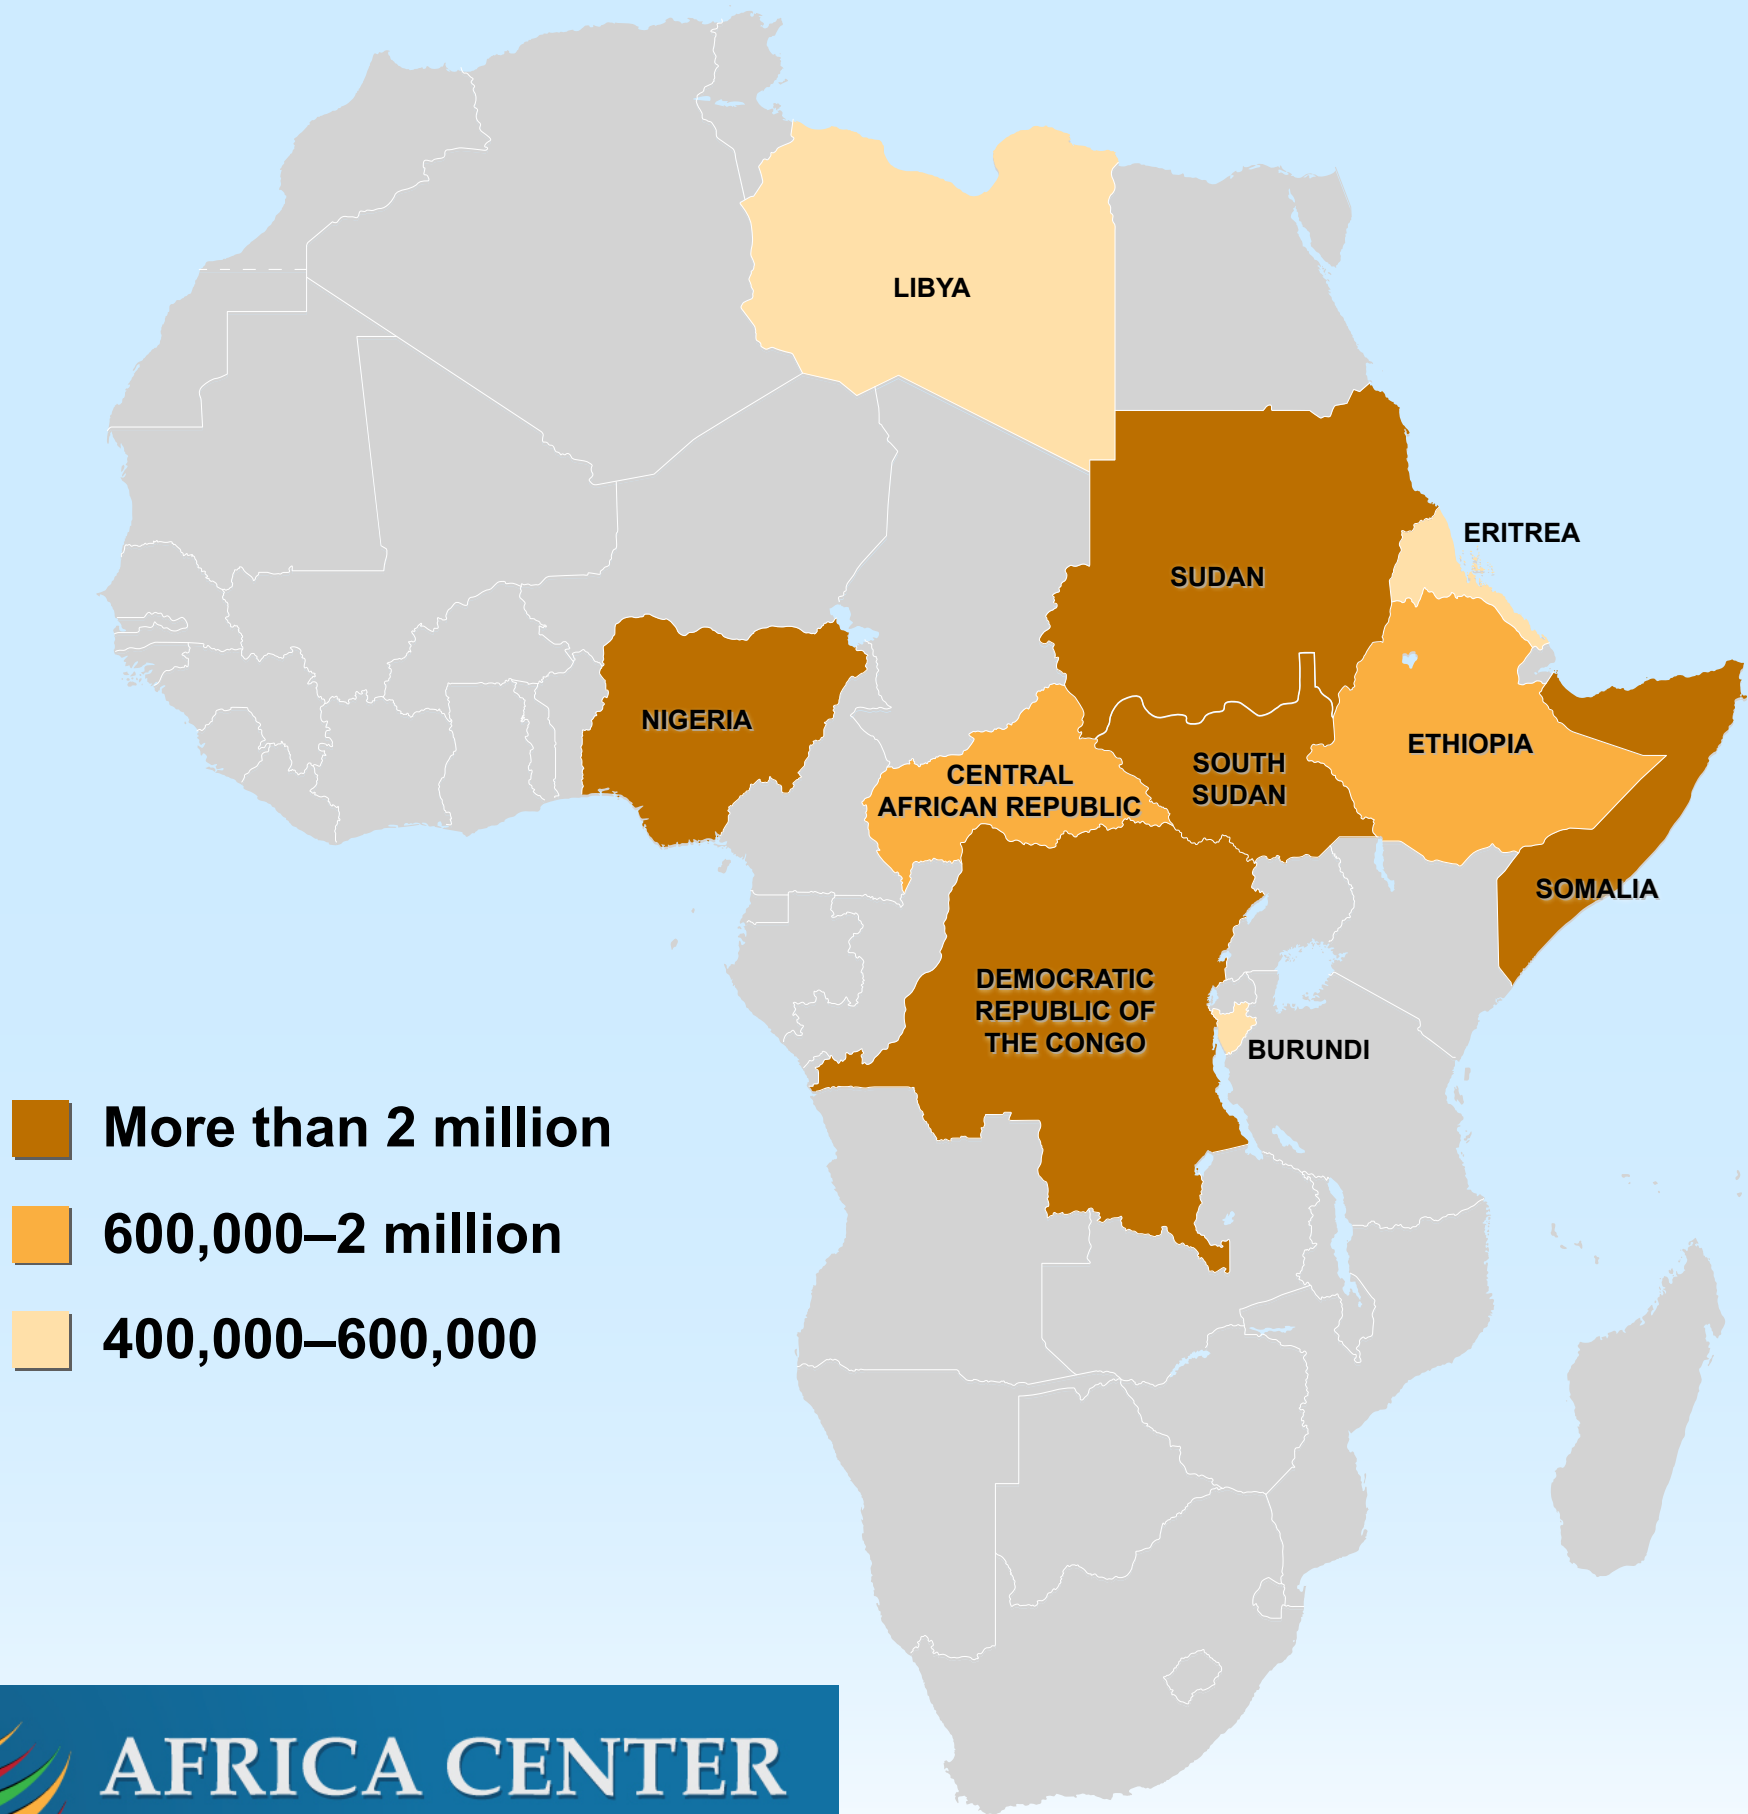 LIBYA
ERITREA
SUDAN
NIGERIA
ETHIOPIA
SOUTH
SUDAN
CENTRAL
AFRICAN REPUBLIC
SOMALIA
DEMOCRATIC
REPUBLIC OF
THE CONGO
BURUNDI
More than 2 million
600,000–2 million
400,000–600,000
AFRICA CENTER